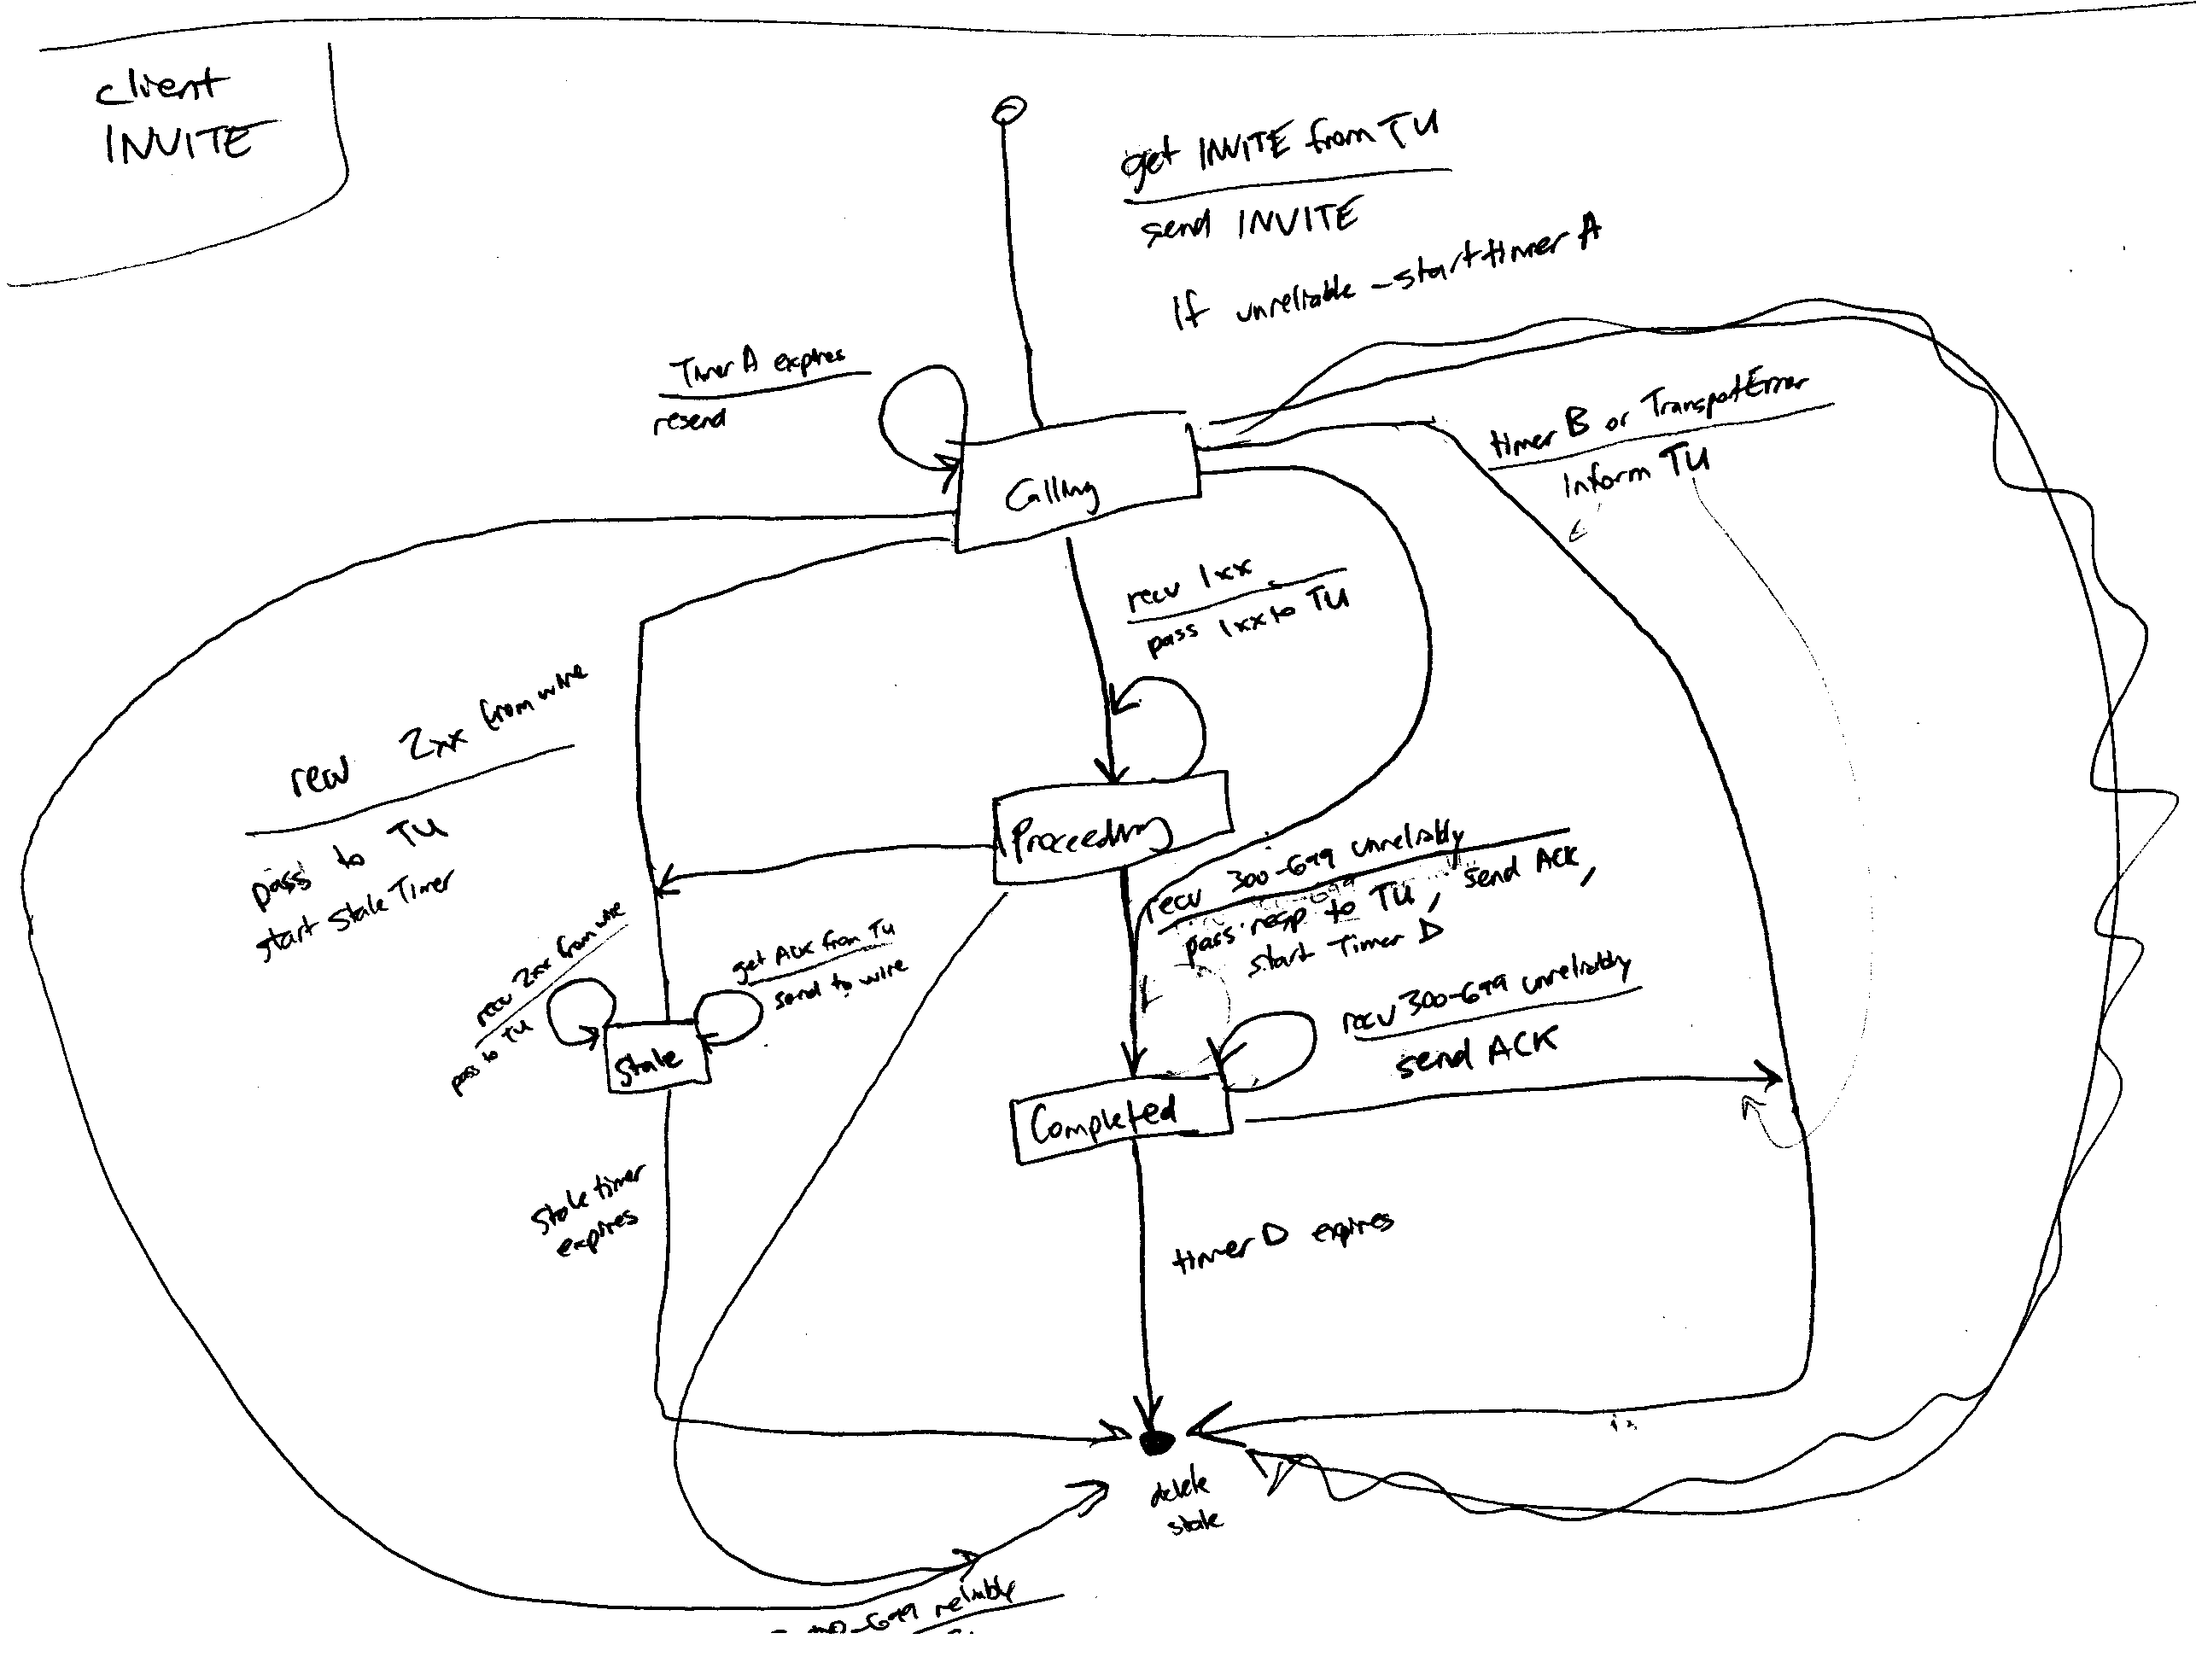 client
INVITE
get INVITE from TU
send INVITE
If unreliable - start timer A
Timer A expires
resend
timer B or TransportError
inform TU
Calling
recv 1xx
pass 1xx to TU
recv 2xx from wire
pass to TU
start Stale Timer
Proceeding
recv 300-699 unreliably
pass resp to TU, send ACK,
start Timer D
recv 2xx from wire
pass to TU
get ACK from TU
send to wire
Stale
recv 300-699 unreliably
send ACK
Completed
Stale timer
expires
timer D expires
delete
state
-699 reliably